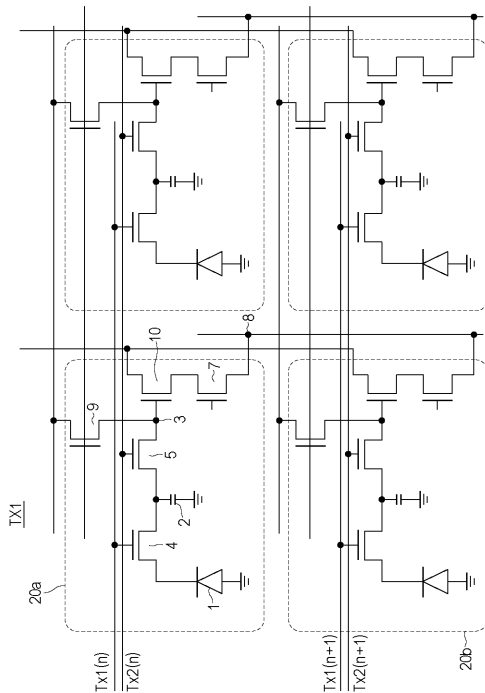 TX1
20a
9
10
8
7
3
5
2
4
1
Tx1(n)
Tx2(n)
Tx1(n+1)
Tx2(n+1)
20b